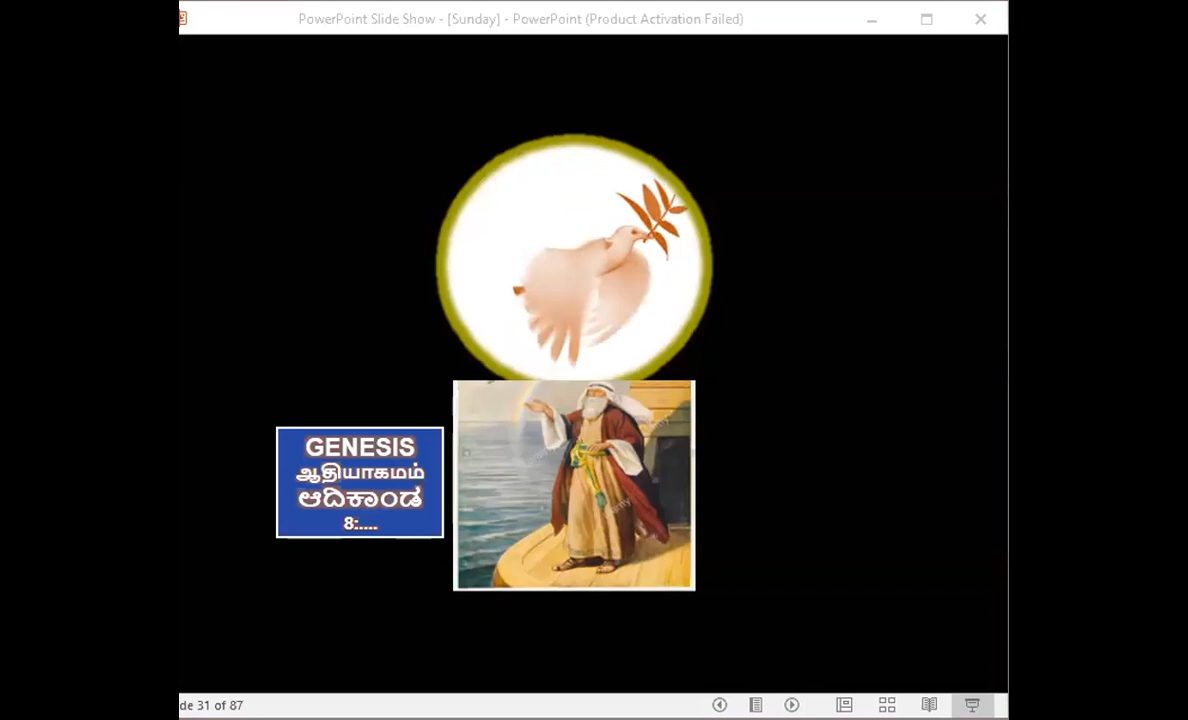 PowerPoint Slide Show - [Sunday] - PowerPoint (Product Activation Failed)
GENESIS
ஆதியாகமம்
ಆದಿಕಾಂಡ
8:....
de 31 of 87